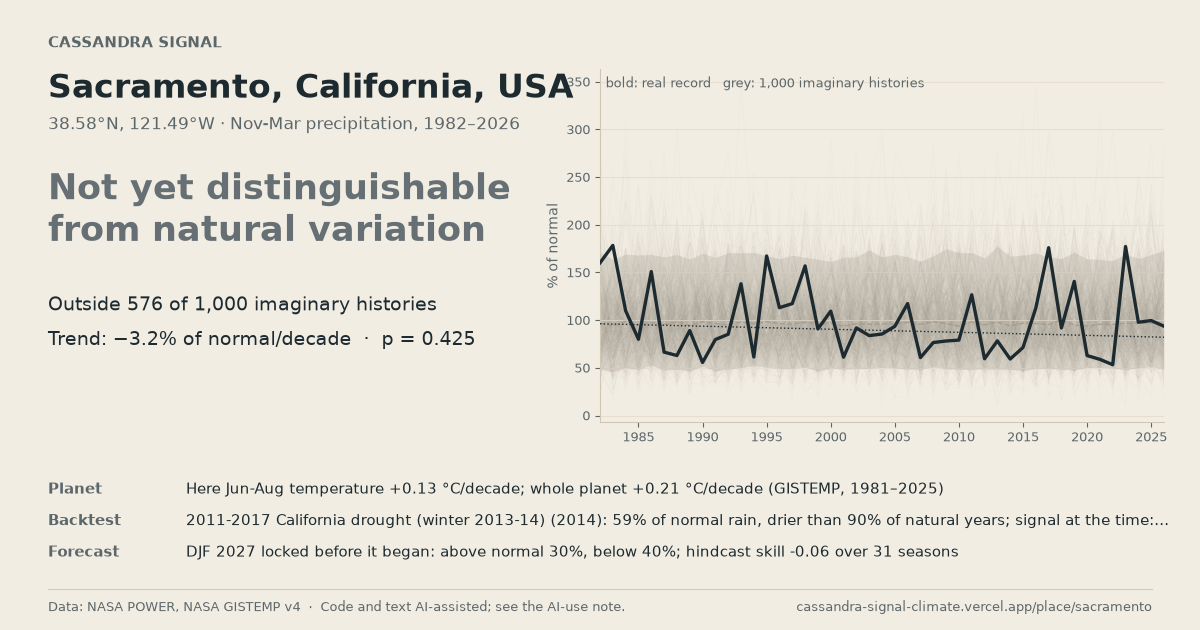 CASSANDRA SIGNAL
Sacramento, California, USA
38.58°N, 121.49°W · Nov-Mar precipitation, 1982–2026
Not yet distinguishable
from natural variation
Outside 576 of 1,000 imaginary histories
Trend: −3.2% of normal/decade · p = 0.425
bold: real record grey: 1,000 imaginary histories
% of normal
350
300
250
200
150
100
50
0
1985 1990 1995 2000 2005 2010 2015 2020 2025
Planet Here Jun-Aug temperature +0.13 °C/decade; whole planet +0.21 °C/decade (GISTEMP, 1981–2025)
Backtest 2011-2017 California drought (winter 2013-14) (2014): 59% of normal rain, drier than 90% of natural years; signal at the time:…
Forecast DJF 2027 locked before it began: above normal 30%, below 40%; hindcast skill -0.06 over 31 seasons
Data: NASA POWER, NASA GISTEMP v4 · Code and text AI-assisted; see the AI-use note.
cassandra-signal-climate.vercel.app/place/sacramento